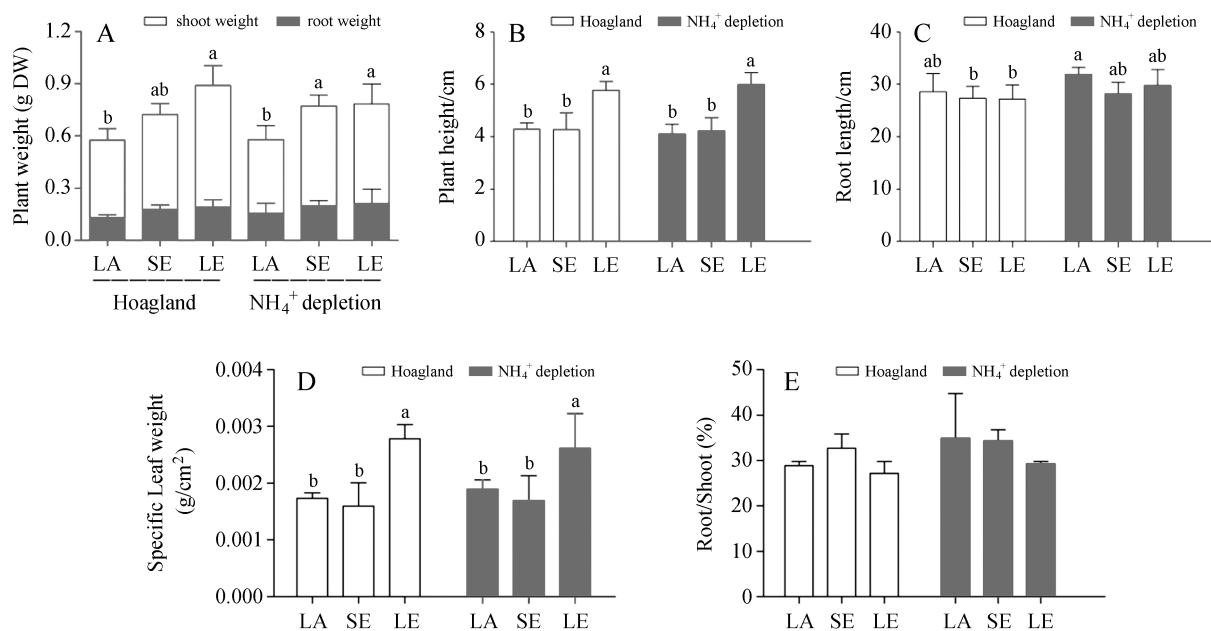 A
shoot weight
root weight
Plant weight (g DW)
1.2
0.9
0.6
0.3
0.0
b
ab
a
b
a
a
LA SE LE LA SE LE
Hoagland
NH₄⁺ depletion
B
Hoagland
NH₄⁺ depletion
Plant height/cm
8
6
4
2
0
b
b
a
b
b
a
LA SE LE LA SE LE
C
Hoagland
NH₄⁺ depletion
Root length/cm
40
30
20
10
0
ab
b
b
a
ab
ab
LA SE LE LA SE LE
D
Hoagland
NH₄⁺ depletion
Specific Leaf weight
(g/cm²)
0.004
0.003
0.002
0.001
0.000
b
b
a
b
b
a
LA SE LE LA SE LE
E
Hoagland
NH₄⁺ depletion
Root/Shoot (%)
50
40
30
20
10
0
LA SE LE LA SE LE